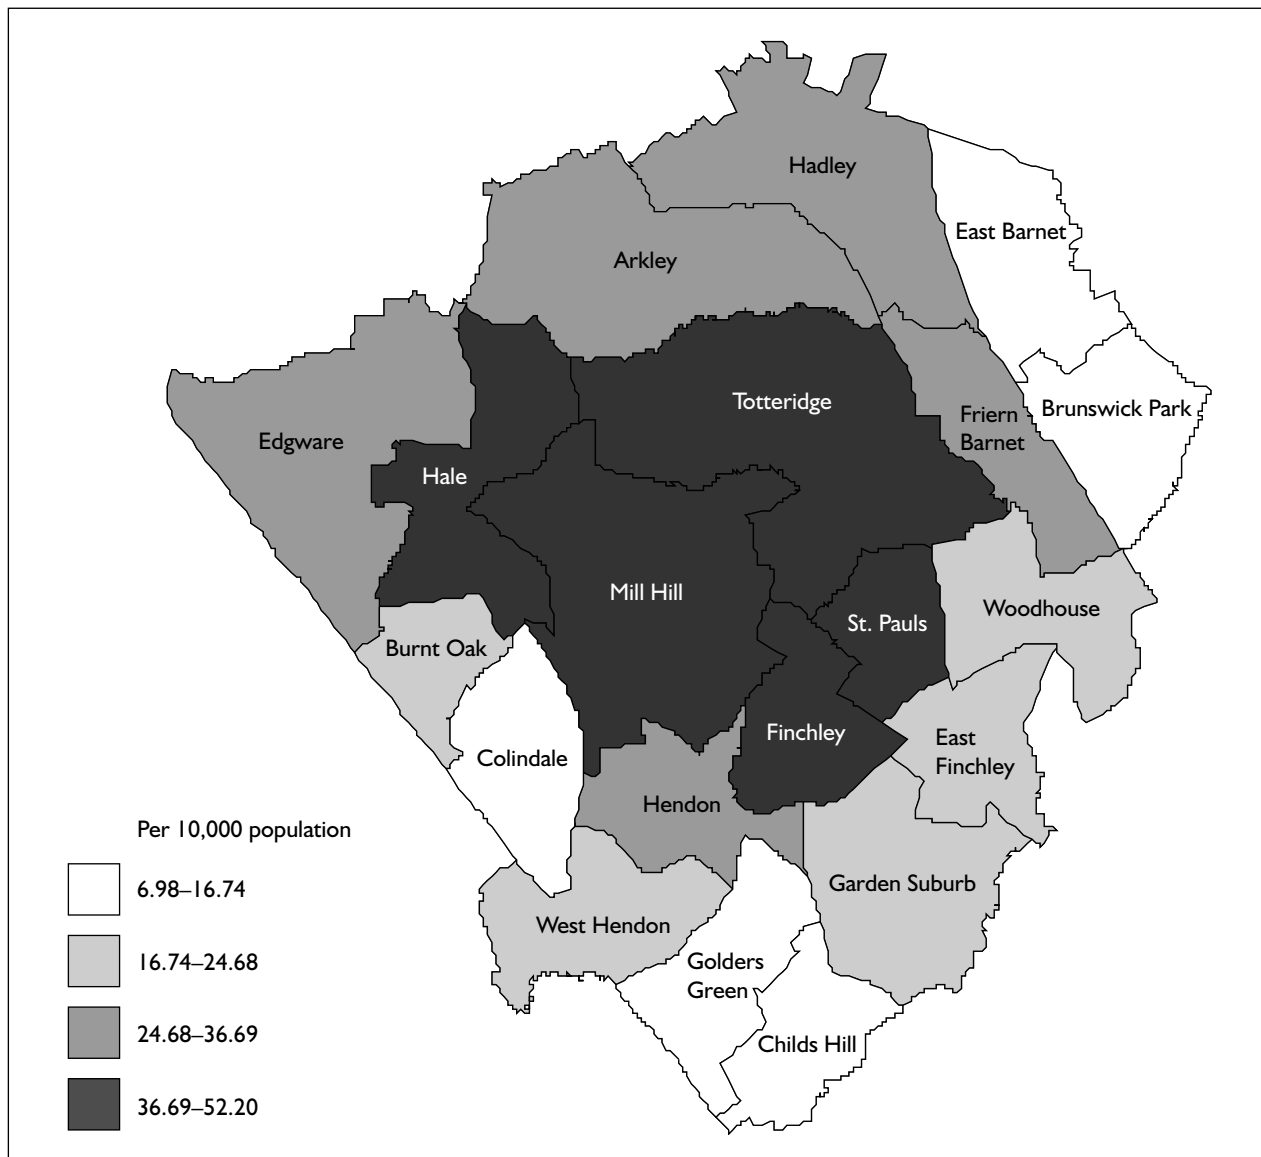 Hadley
East Barnet
Arkley
Totteridge
Brunswick Park
Friern
Barnet
Edgware
Hale
Mill Hill
Woodhouse
St. Pauls
Burnt Oak
Finchley
East
Finchley
Colindale
Hendon
Garden Suburb
West Hendon
Golders
Green
Childs Hill
Per 10,000 population
6.98–16.74
16.74–24.68
24.68–36.69
36.69–52.20